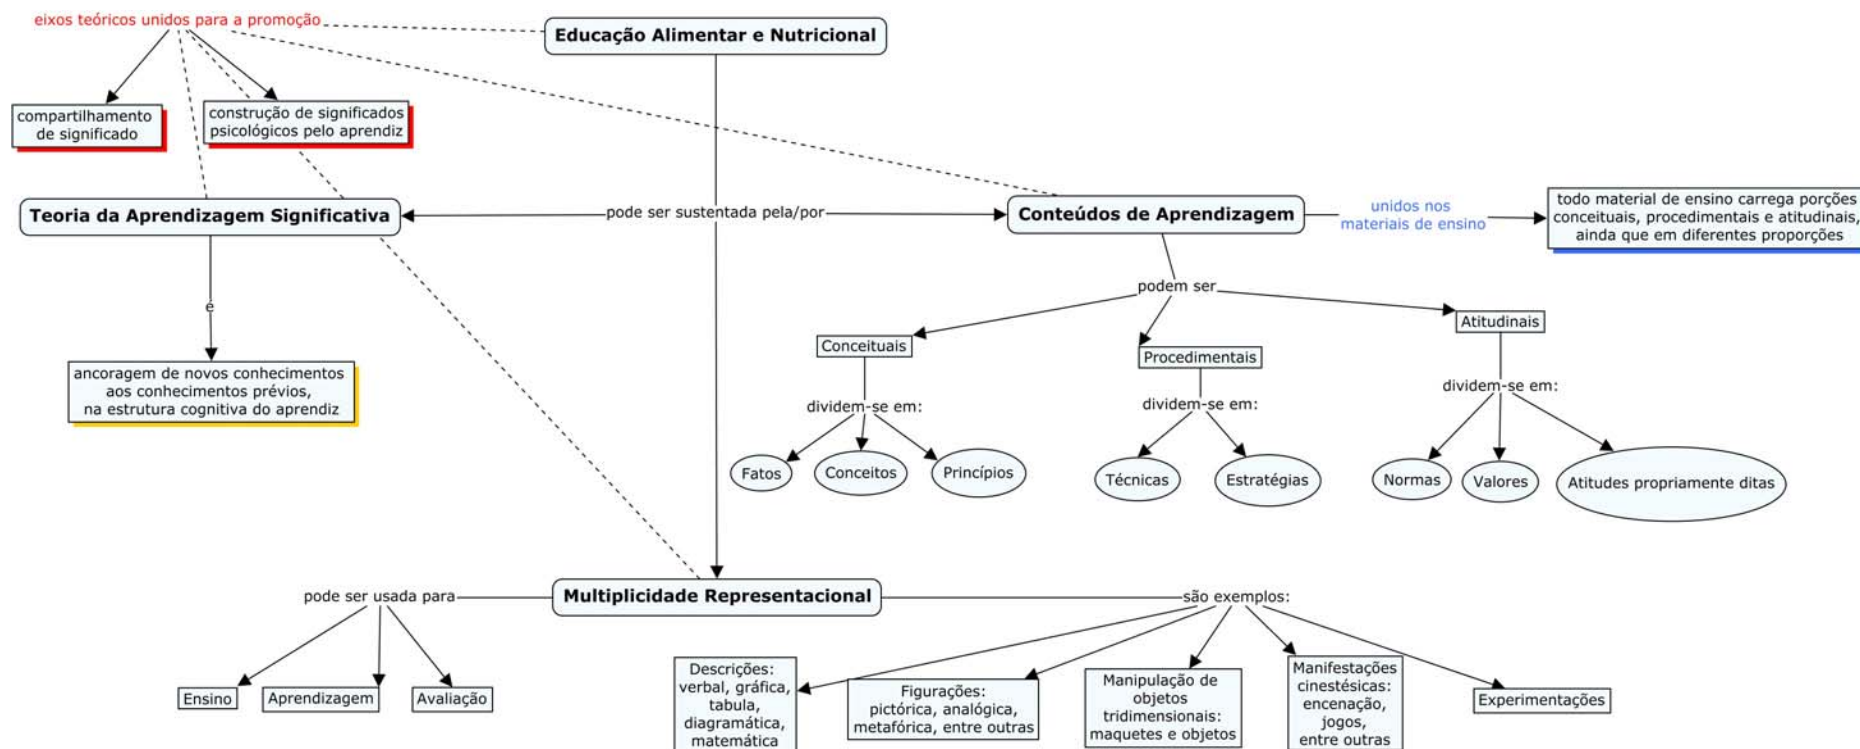 eixos teóricos unidos para a promoção
Educação Alimentar e Nutricional
compartilhamento
de significado
construção de significados
psicológicos pelo aprendiz
Teoria da Aprendizagem Significativa
pode ser sustentada pela/por
Conteúdos de Aprendizagem
unidos nos
materiais de ensino
todo material de ensino carrega porções
conceituais, procedimentais e atitudinais,
ainda que em diferentes proporções
é
ancoragem de novos conhecimentos
aos conhecimentos prévios,
na estrutura cognitiva do aprendiz
podem ser
Conceituais
Procedimentais
Atitudinais
dividem-se em:
dividem-se em:
dividem-se em:
Fatos
Conceitos
Princípios
Técnicas
Estratégias
Normas
Valores
Atitudes propriamente ditas
pode ser usada para
Multiplicidade Representacional
são exemplos:
Ensino
Aprendizagem
Avaliação
Descrições:
verbal, gráfica,
tabula,
diagramática,
matemática
Figurações:
pictórica, analógica,
metafórica, entre outras
Manipulação de
objetos
tridimensionais:
maquetes e objetos
Manifestações
cinestésicas:
encenação,
jogos,
entre outras
Experimentações